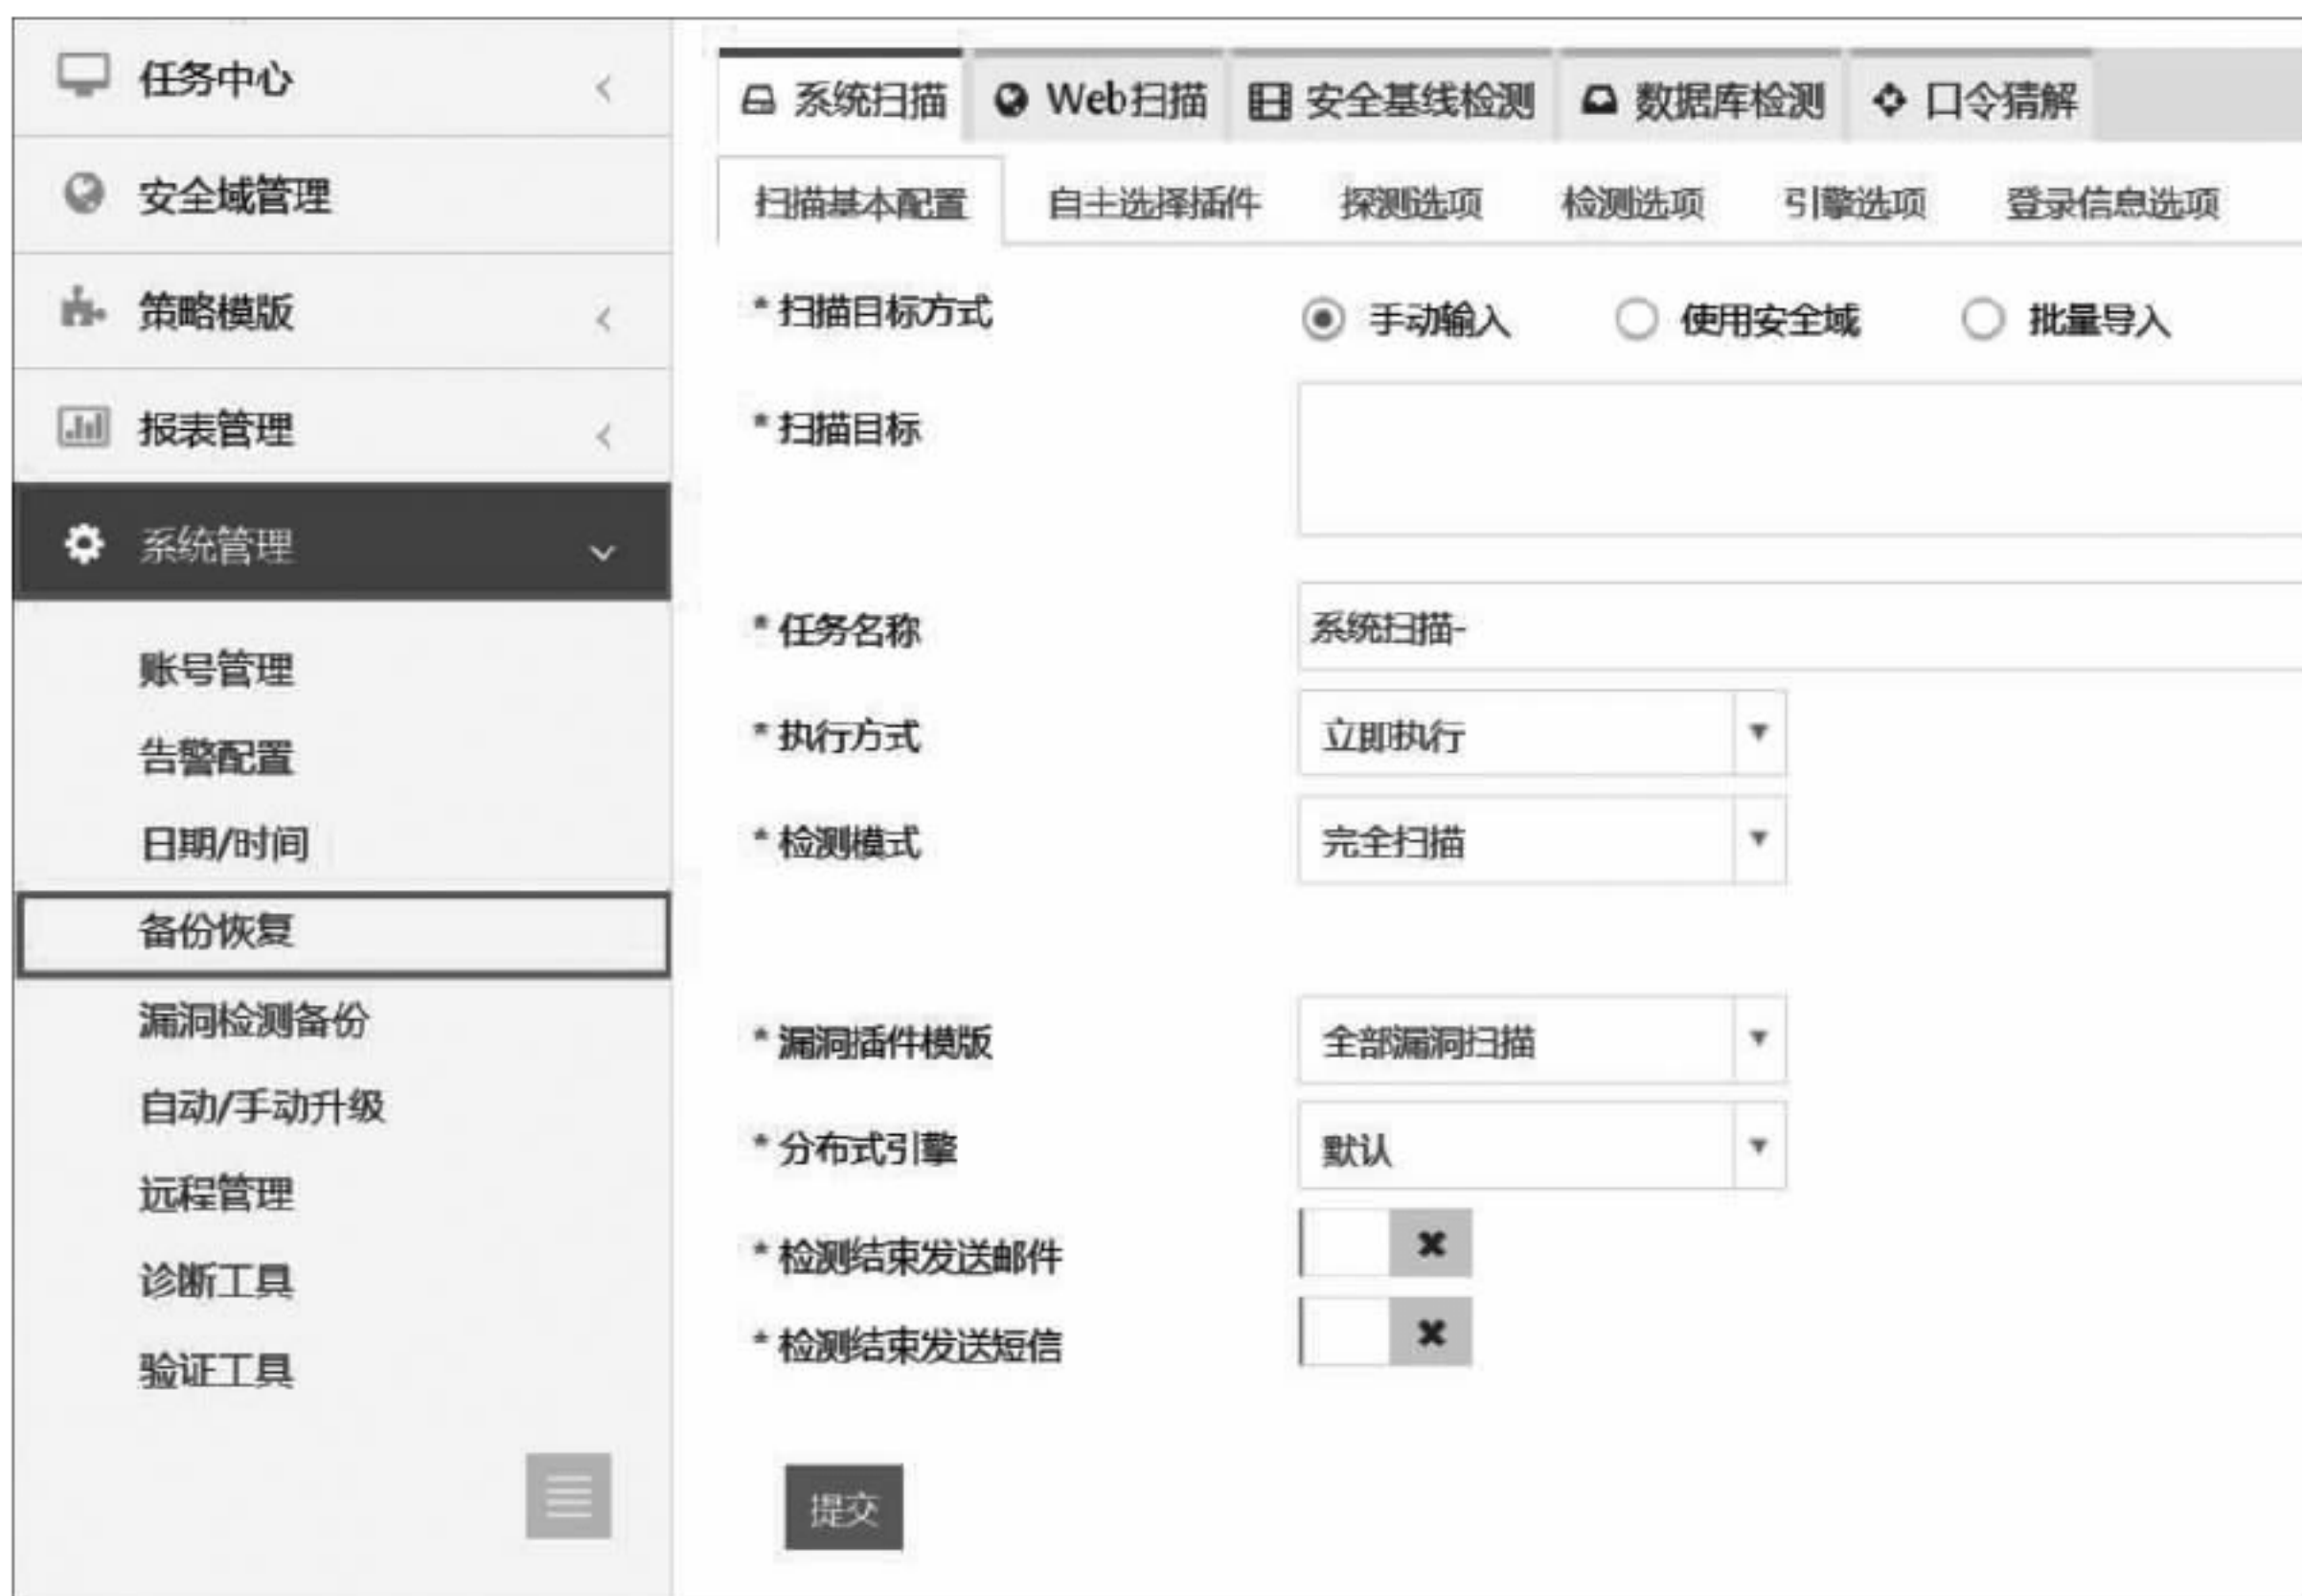 任务中心
安全域管理
策略模版
报表管理
系统管理
账号管理
告警配置
日期/时间
备份恢复
漏洞检测备份
自动/手动升级
远程管理
诊断工具
验证工具
系统扫描 Web扫描 安全基线检测 数据库检测 口令猜解
扫描基本配置 自主选择插件 探测选项 检测选项 引擎选项 登录信息选项
* 扫描目标方式 手动输入 使用安全域 批量导入
* 扫描目标
* 任务名称 系统扫描-
* 执行方式 立即执行
* 检测模式 完全扫描
* 漏洞插件模版 全部漏洞扫描
* 分布式引擎 默认
* 检测结束发送邮件
* 检测结束发送短信
提交